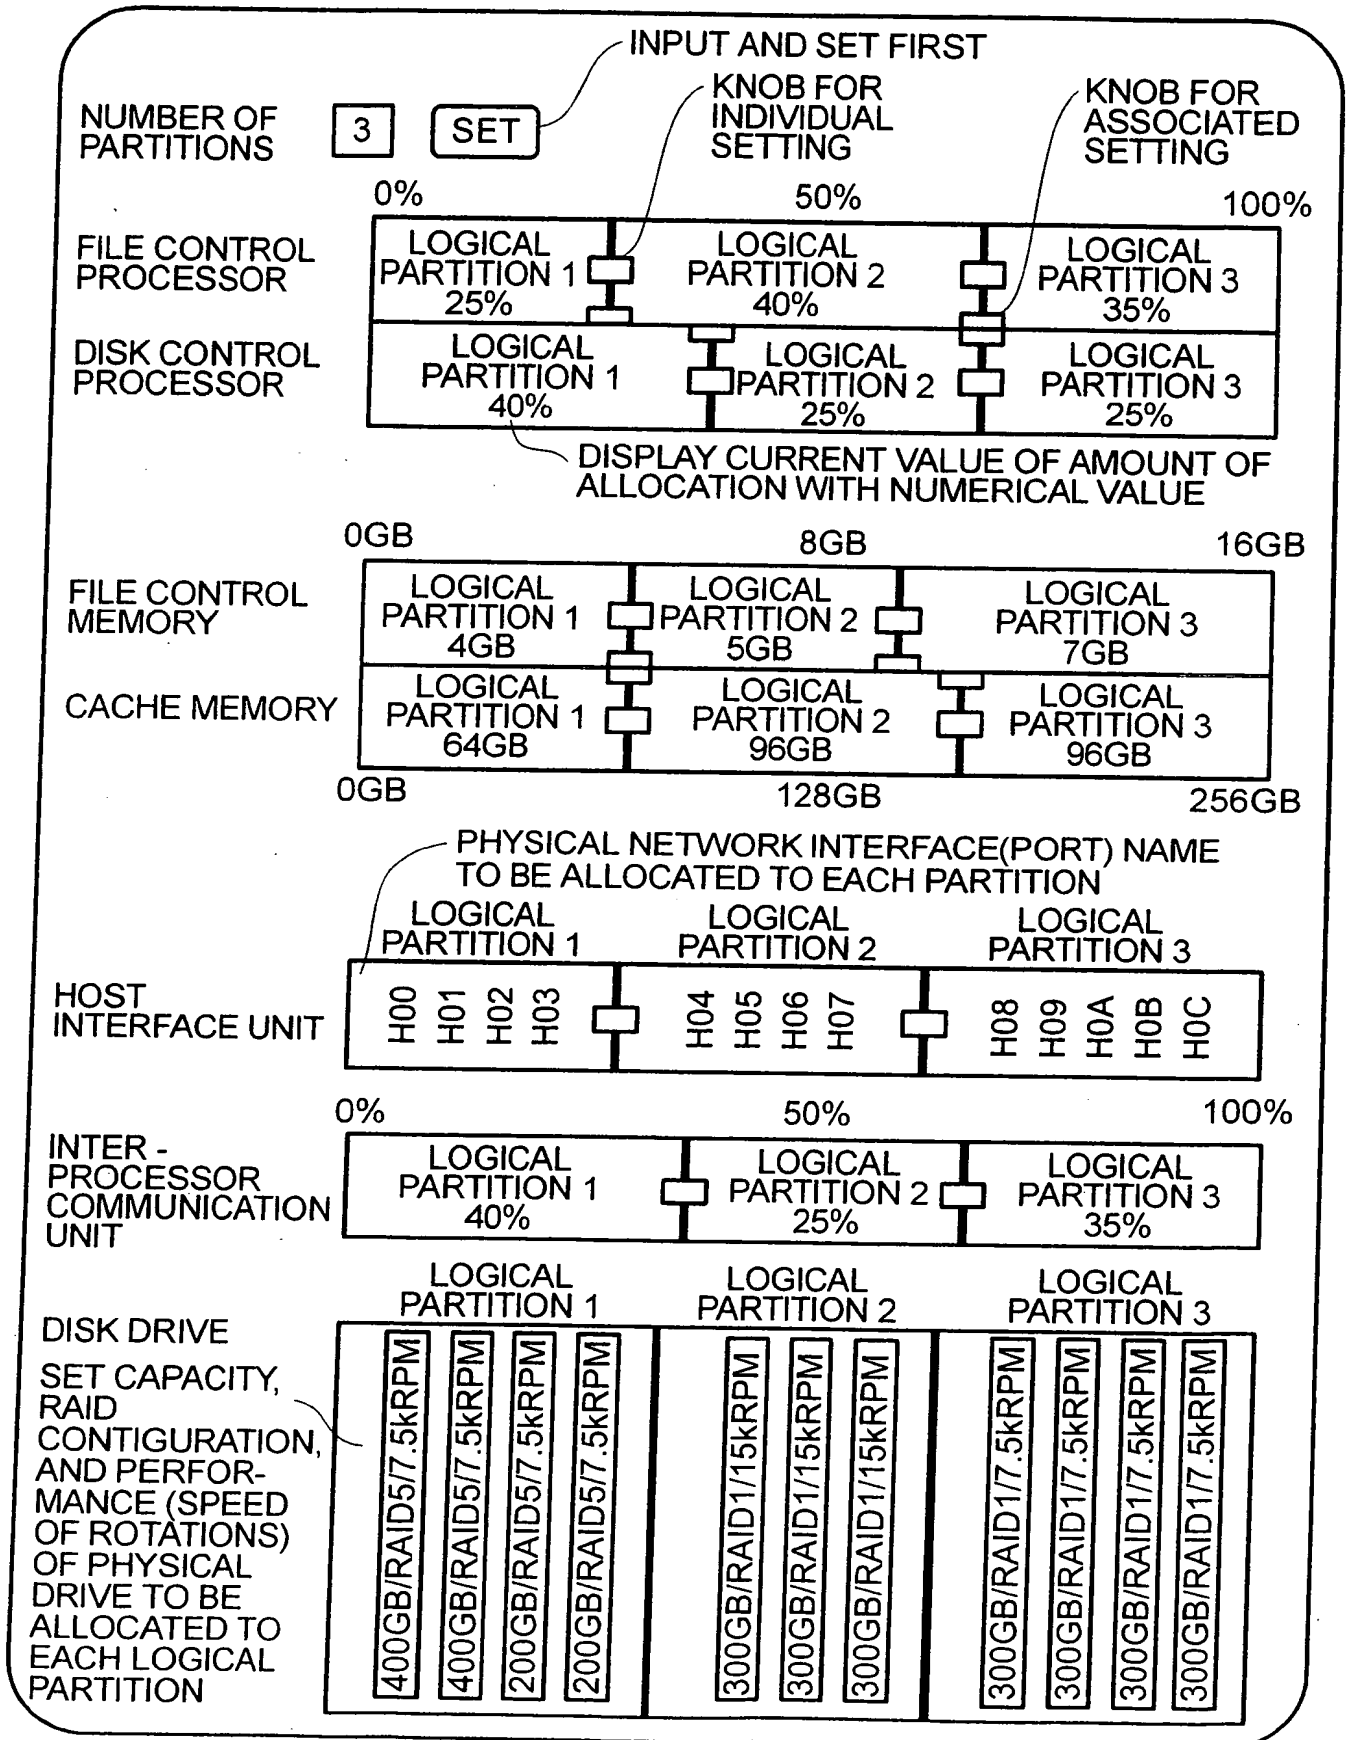 INPUT AND SET FIRST
NUMBER OF
PARTITIONS
3
SET
KNOB FOR
INDIVIDUAL
SETTING
KNOB FOR
ASSOCIATED
SETTING
0%
50%
100%
FILE CONTROL
PROCESSOR
LOGICAL
PARTITION 1
25%
LOGICAL
PARTITION 2
40%
LOGICAL
PARTITION 3
35%
DISK CONTROL
PROCESSOR
LOGICAL
PARTITION 1
40%
LOGICAL
PARTITION 2
25%
LOGICAL
PARTITION 3
25%
DISPLAY CURRENT VALUE OF AMOUNT OF
ALLOCATION WITH NUMERICAL VALUE
0GB
8GB
16GB
FILE CONTROL
MEMORY
LOGICAL
PARTITION 1
4GB
LOGICAL
PARTITION 2
5GB
LOGICAL
PARTITION 3
7GB
CACHE MEMORY
LOGICAL
PARTITION 1
64GB
LOGICAL
PARTITION 2
96GB
LOGICAL
PARTITION 3
96GB
0GB
128GB
256GB
PHYSICAL NETWORK INTERFACE(PORT) NAME
TO BE ALLOCATED TO EACH PARTITION
LOGICAL
PARTITION 1
LOGICAL
PARTITION 2
LOGICAL
PARTITION 3
HOST
INTERFACE UNIT
H00
H01
H02
H03
H04
H05
H06
H07
H08
H09
H0A
H0B
H0C
0%
50%
100%
INTER -
PROCESSOR
COMMUNICATION
UNIT
LOGICAL
PARTITION 1
40%
LOGICAL
PARTITION 2
25%
LOGICAL
PARTITION 3
35%
LOGICAL
PARTITION 1
LOGICAL
PARTITION 2
LOGICAL
PARTITION 3
DISK DRIVE
SET CAPACITY,
RAID
CONTIGURATION,
AND PERFOR-
MANCE (SPEED
OF ROTATIONS)
OF PHYSICAL
DRIVE TO BE
ALLOCATED TO
EACH LOGICAL
PARTITION
400GB/RAID5/7.5kRPM
400GB/RAID5/7.5kRPM
200GB/RAID5/7.5kRPM
200GB/RAID5/7.5kRPM
300GB/RAID1/15kRPM
300GB/RAID1/15kRPM
300GB/RAID1/15kRPM
300GB/RAID1/7.5kRPM
300GB/RAID1/7.5kRPM
300GB/RAID1/7.5kRPM
300GB/RAID1/7.5kRPM